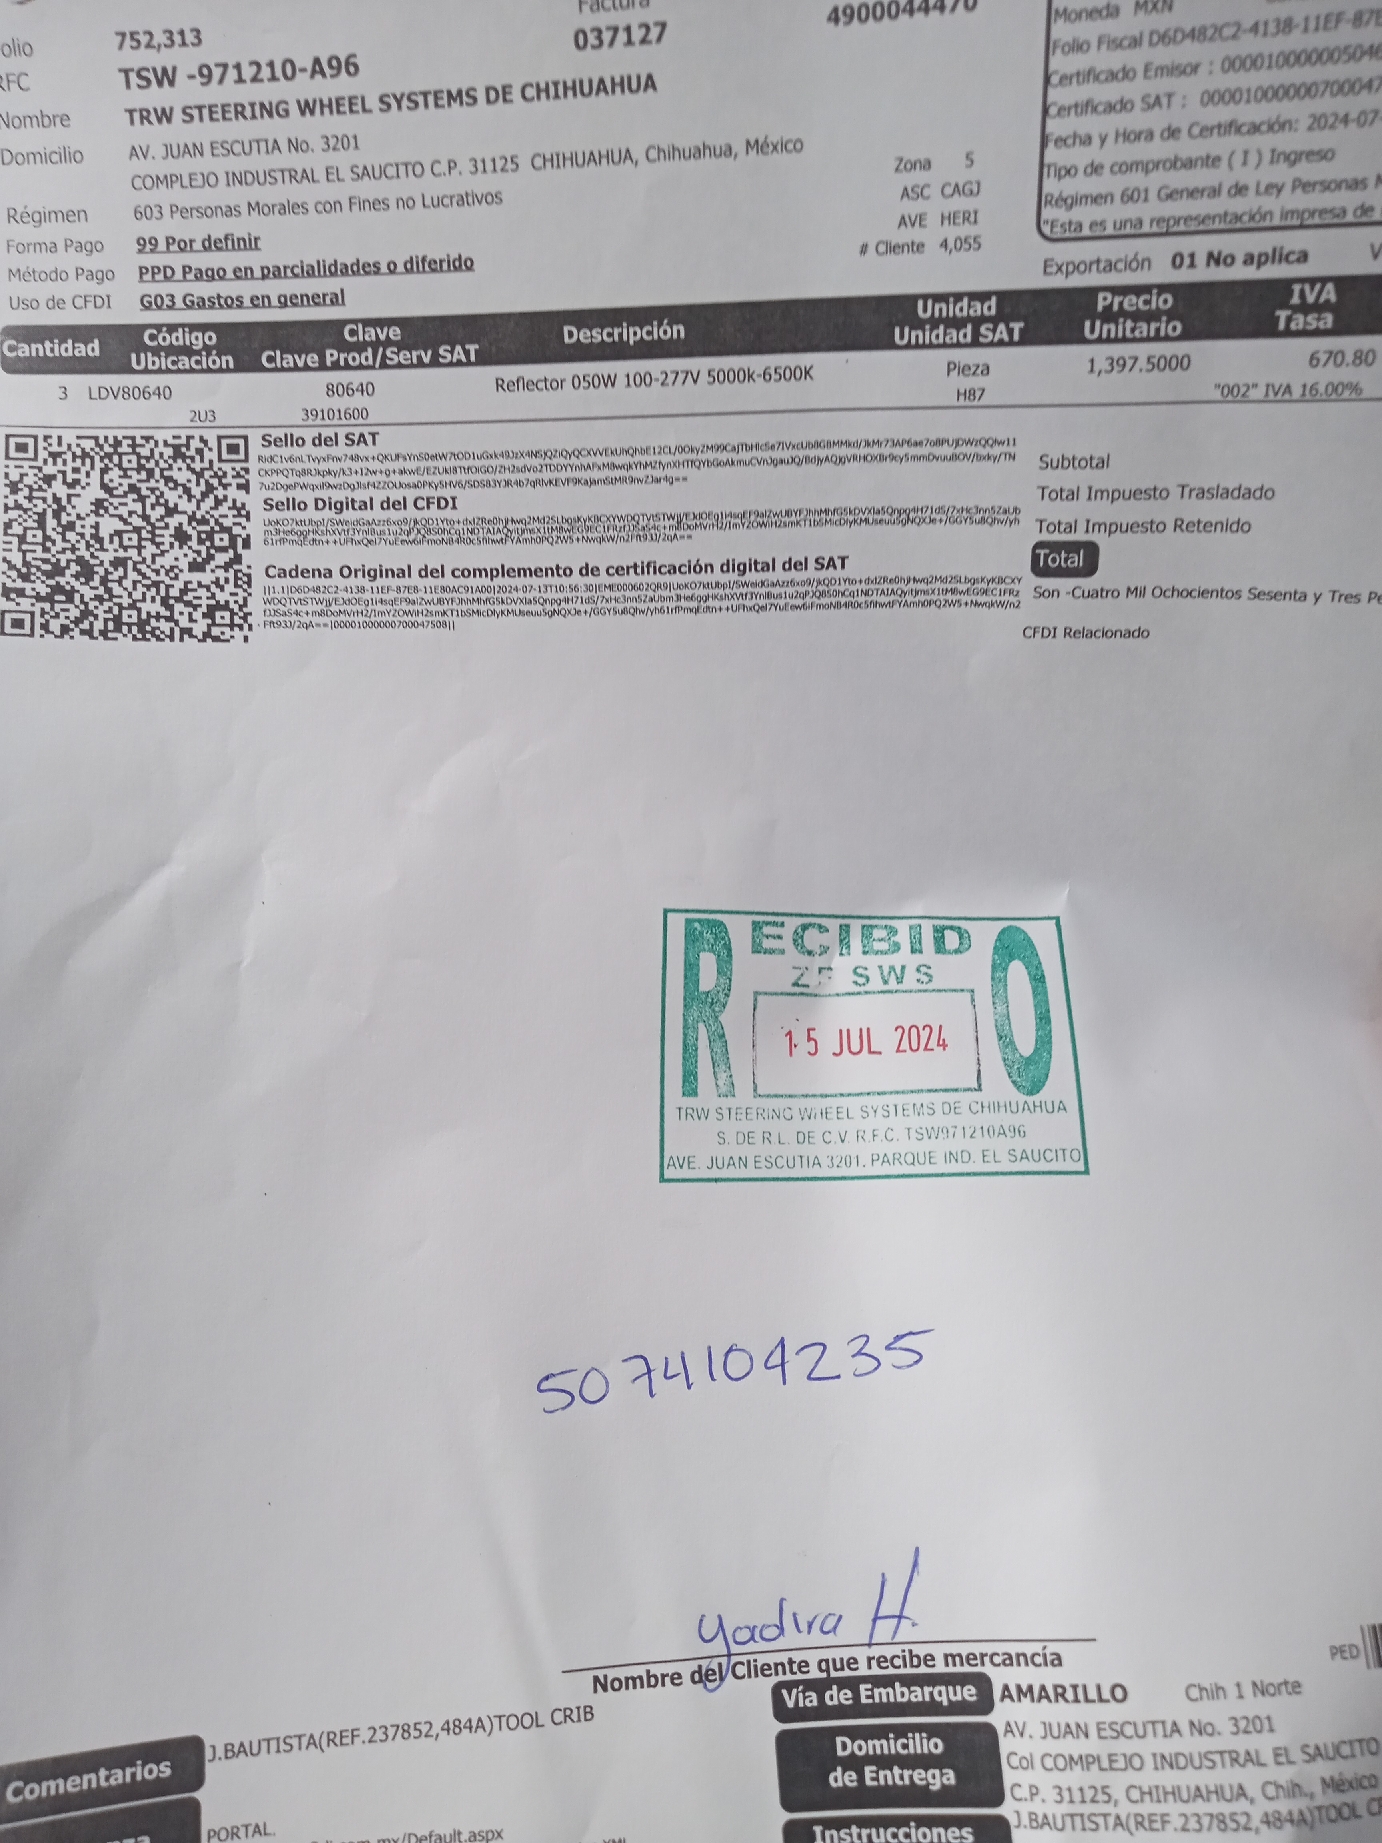 Factura
olio 752,313 037127 4900044470
RFC TSW -971210-A96
Nombre TRW STEERING WHEEL SYSTEMS DE CHIHUAHUA
Domicilio AV. JUAN ESCUTIA No. 3201
COMPLEJO INDUSTRAL EL SAUCITO C.P. 31125 CHIHUAHUA, Chihuahua, México
Régimen 603 Personas Morales con Fines no Lucrativos
Forma Pago 99 Por definir
Método Pago PPD Pago en parcialidades o diferido
Uso de CFDI G03 Gastos en general
Zona 5
ASC CAGJ
AVE HERI
# Cliente 4,055
Moneda MXN
Folio Fiscal D6D482C2-4138-11EF-87E
Certificado Emisor : 000010000005046
Certificado SAT : 00001000000700047
Fecha y Hora de Certificación: 2024-07-
Tipo de comprobante ( I ) Ingreso
Régimen 601 General de Ley Personas M
"Esta es una representación impresa de
Exportación 01 No aplica V
Cantidad Código Ubicación Clave Clave Prod/Serv SAT Descripción Unidad Unidad SAT Precio Unitario IVA Tasa
3 LDV80640 80640 Reflector 050W 100-277V 5000k-6500K Pieza 1,397.5000 670.80
2U3 39101600 H87 "002" IVA 16.00%
Sello del SAT
Sello Digital del CFDI
Cadena Original del complemento de certificación digital del SAT
Subtotal
Total Impuesto Trasladado
Total Impuesto Retenido
Total
Son -Cuatro Mil Ochocientos Sesenta y Tres Pe
CFDI Relacionado
RECIBIDO
ZF SWS
15 JUL 2024
TRW STEERING WHEEL SYSTEMS DE CHIHUAHUA
S. DE R.L. DE C.V. R.F.C. TSW971210A96
AVE. JUAN ESCUTIA 3201. PARQUE IND. EL SAUCITO
5074104235
Yadira H.
Nombre del Cliente que recibe mercancía
PED
Vía de Embarque AMARILLO Chih 1 Norte
Comentarios J.BAUTISTA(REF.237852,484A)TOOL CRIB
Domicilio de Entrega AV. JUAN ESCUTIA No. 3201
Col COMPLEJO INDUSTRAL EL SAUCITO
C.P. 31125, CHIHUAHUA, Chih., México
Instrucciones J.BAUTISTA(REF.237852,484A)TOOL CR
PORTAL.
/Default.aspx